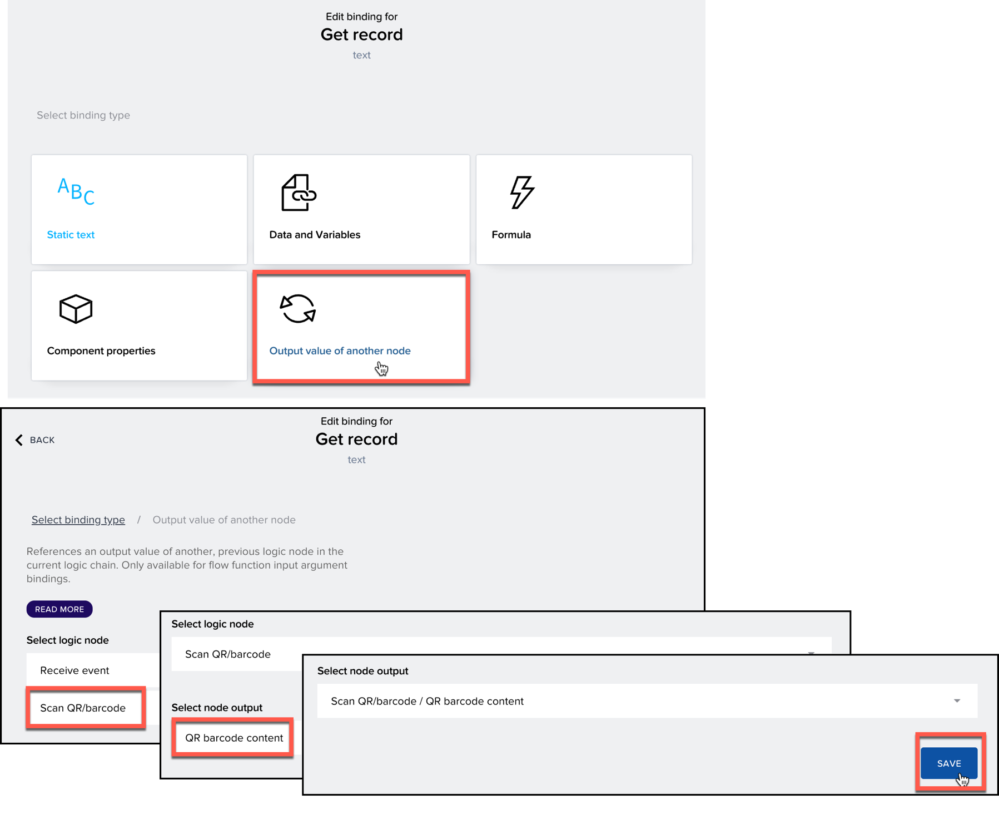 Edit binding for
Get record
text
Select binding type
ABC
Static text
Data and Variables
Formula
Component properties
Output value of another node
Edit binding for
BACK
Get record
text
Select binding type / Output value of another node
References an output value of another, previous logic node in the
current logic chain. Only available for flow function input argument
bindings.
READ MORE
Select logic node
Receive event
Scan QR/barcode
Select logic node
Scan QR/barcode
Select node output
QR barcode content
Select node output
Scan QR/barcode / QR barcode content
SAVE